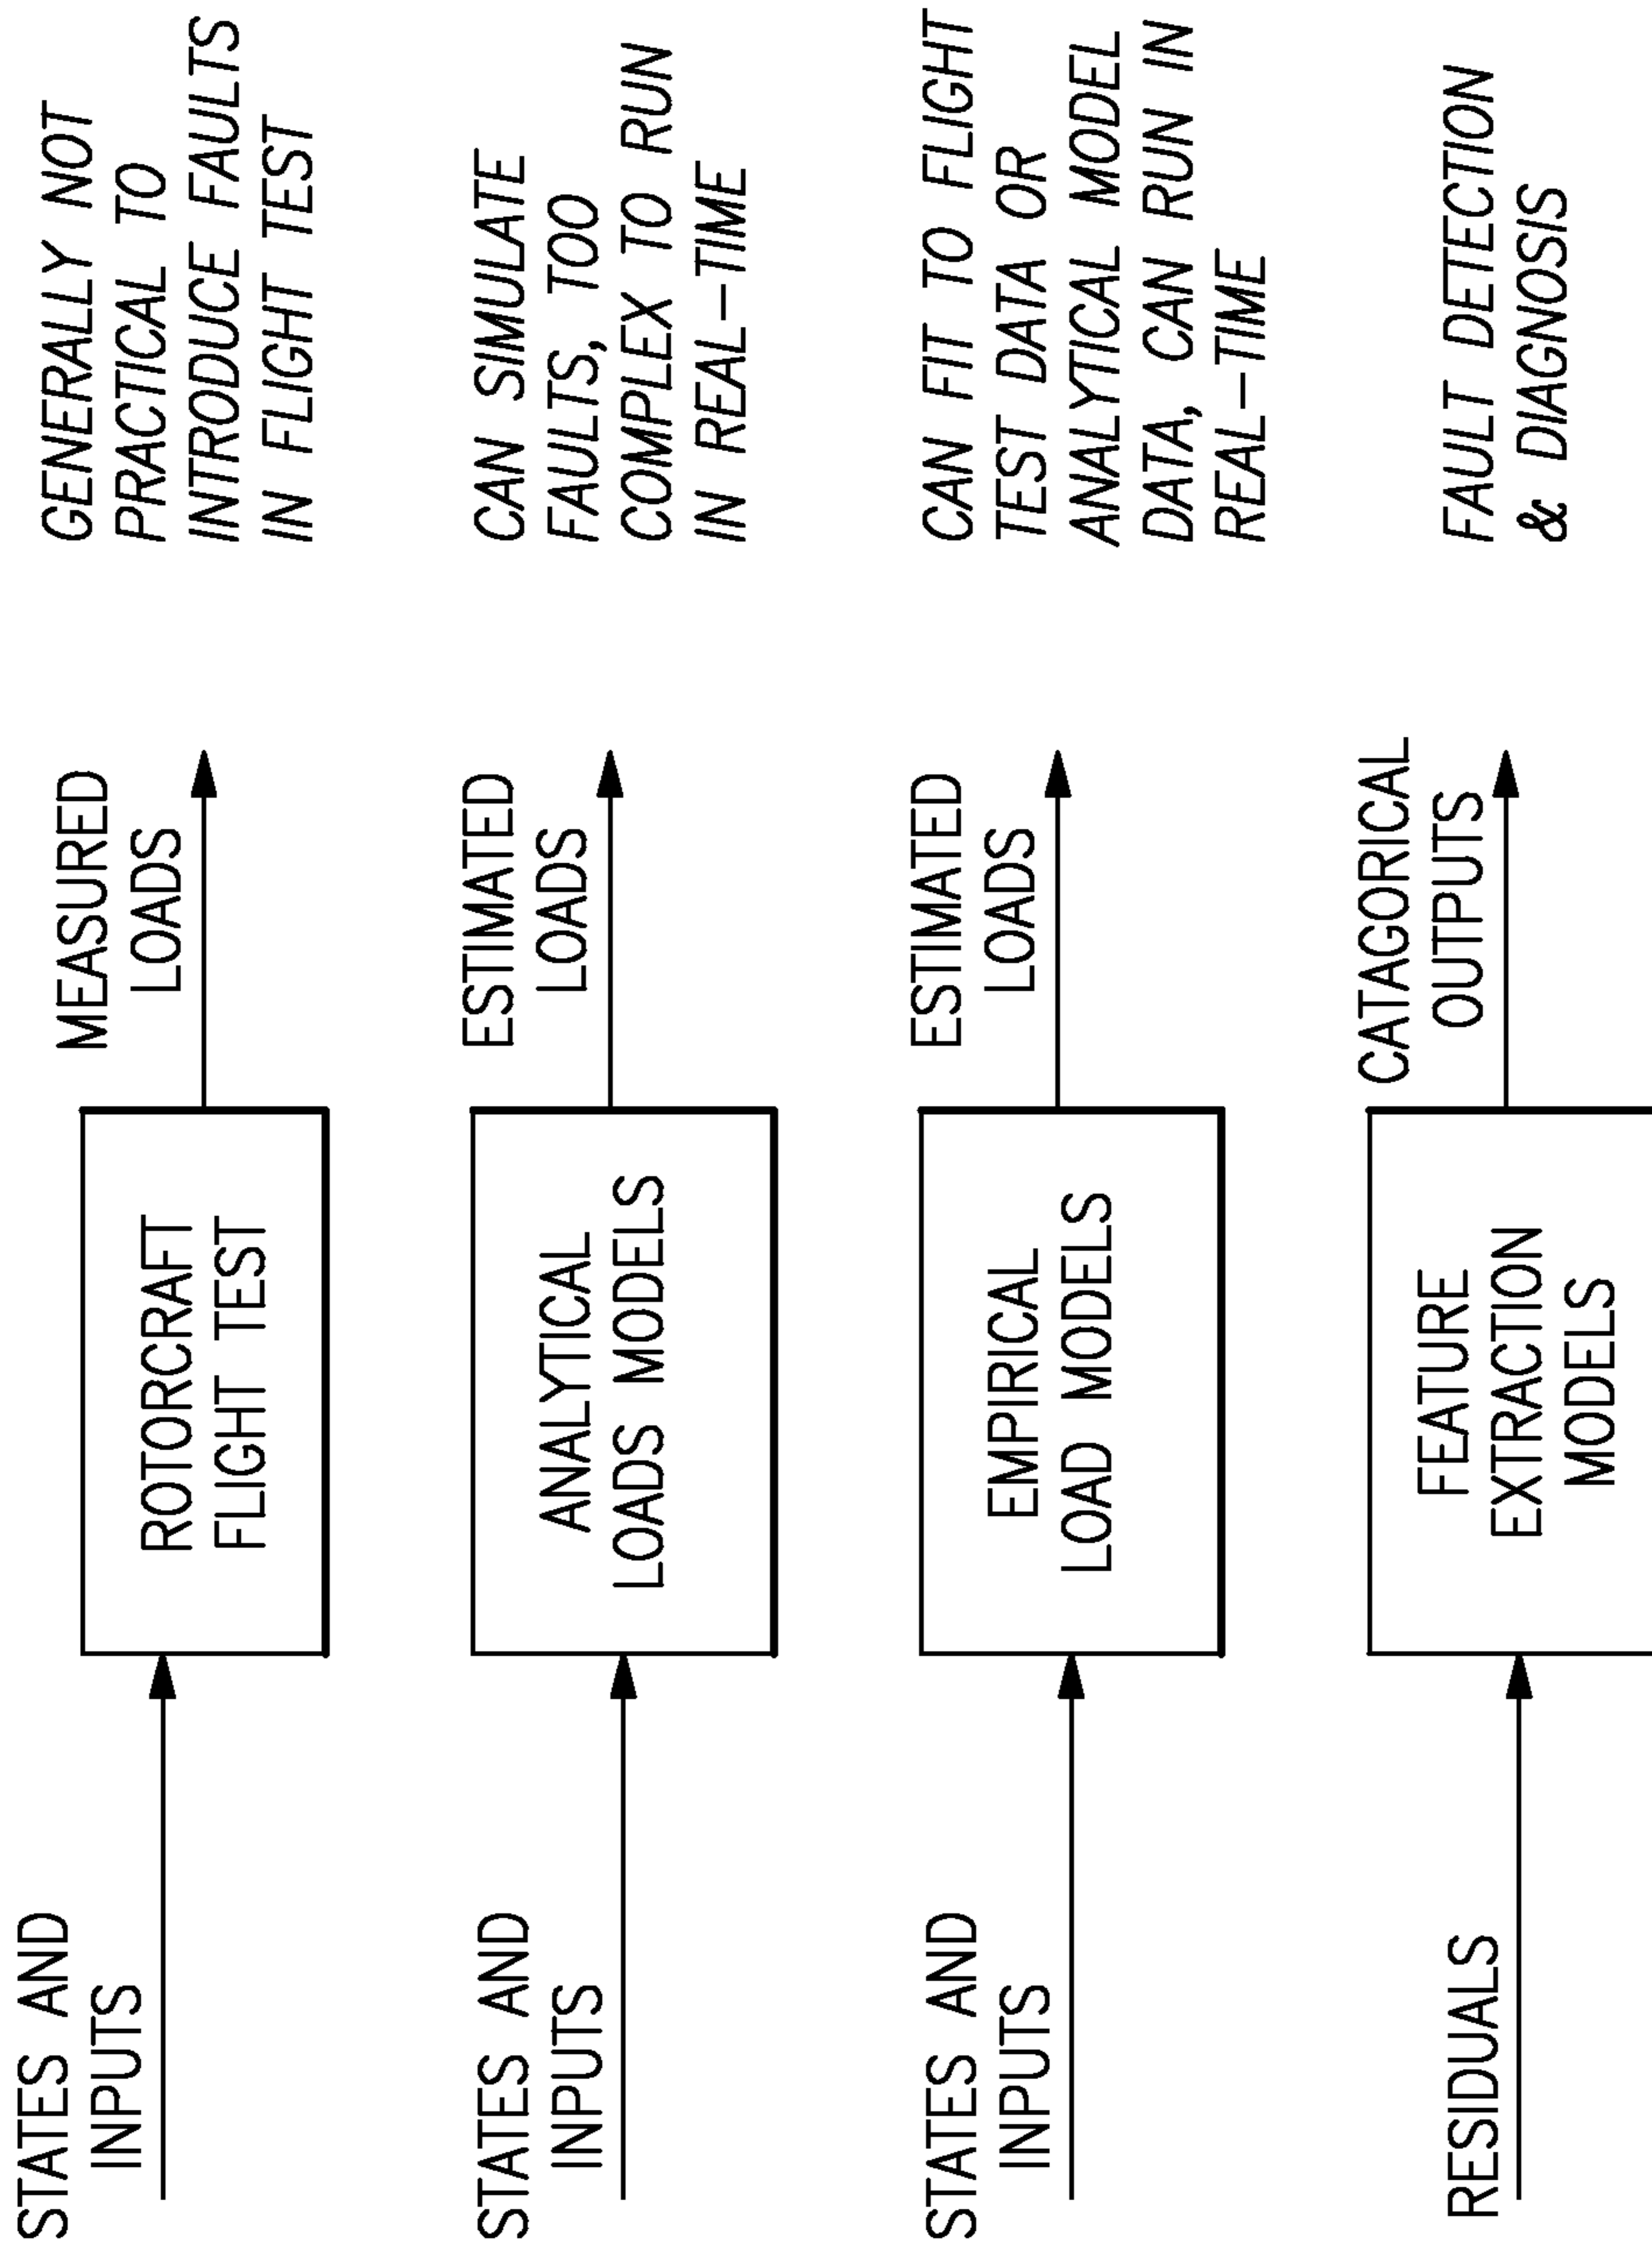 STATES AND
INPUTS
ROTORCRAFT
FLIGHT TEST
MEASURED
LOADS
GENERALLY NOT
PRACTICAL TO
INTRODUCE FAULTS
IN FLIGHT TEST
STATES AND
INPUTS
ANALYTICAL
LOADS MODELS
ESTIMATED
LOADS
CAN SIMULATE
FAULTS, TOO
COMPLEX TO RUN
IN REAL-TIME
STATES AND
INPUTS
EMPIRICAL
LOAD MODELS
ESTIMATED
LOADS
CAN FIT TO FLIGHT
TEST DATA OR
ANALYTICAL MODEL
DATA, CAN RUN IN
REAL-TIME
RESIDUALS
FEATURE
EXTRACTION
MODELS
CATAGORICAL
OUTPUTS
FAULT DETECTION
& DIAGNOSIS